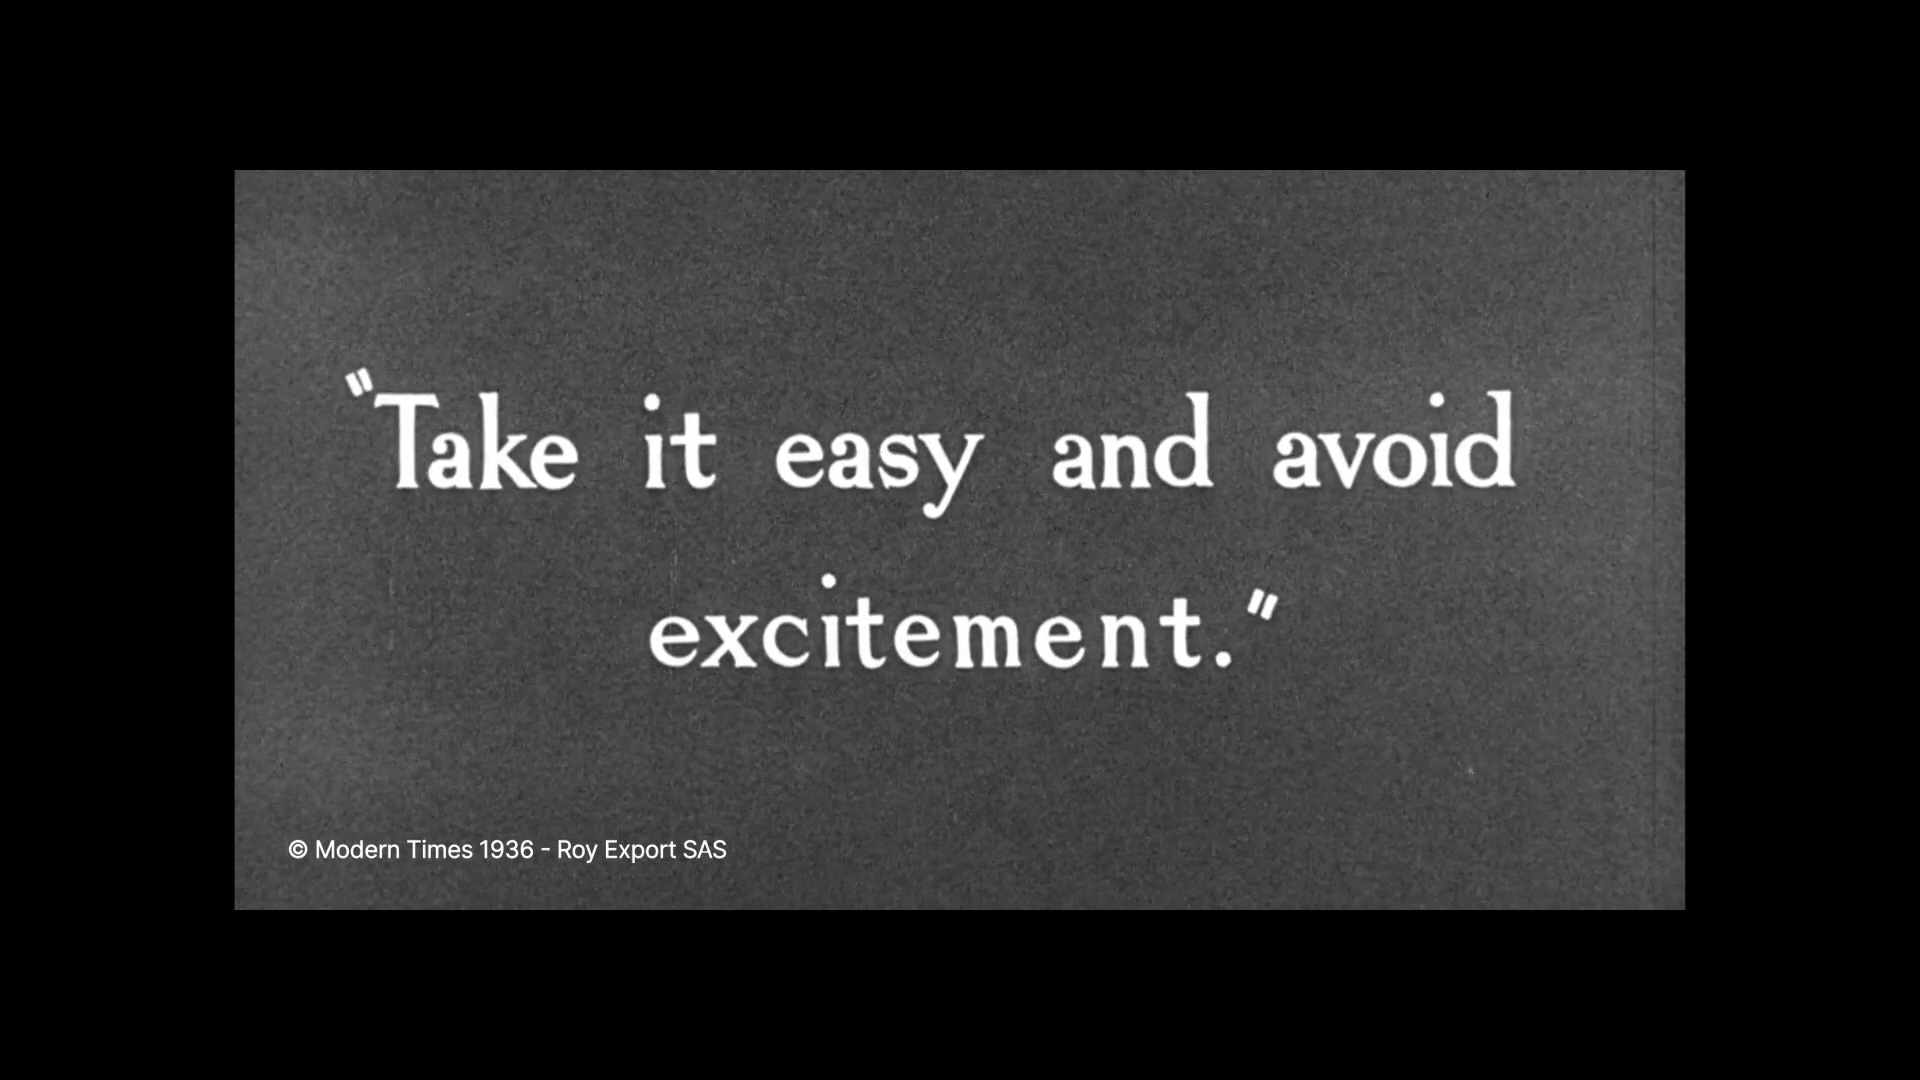 "Take it easy and avoid
excitement."
© Modern Times 1936 - Roy Export SAS